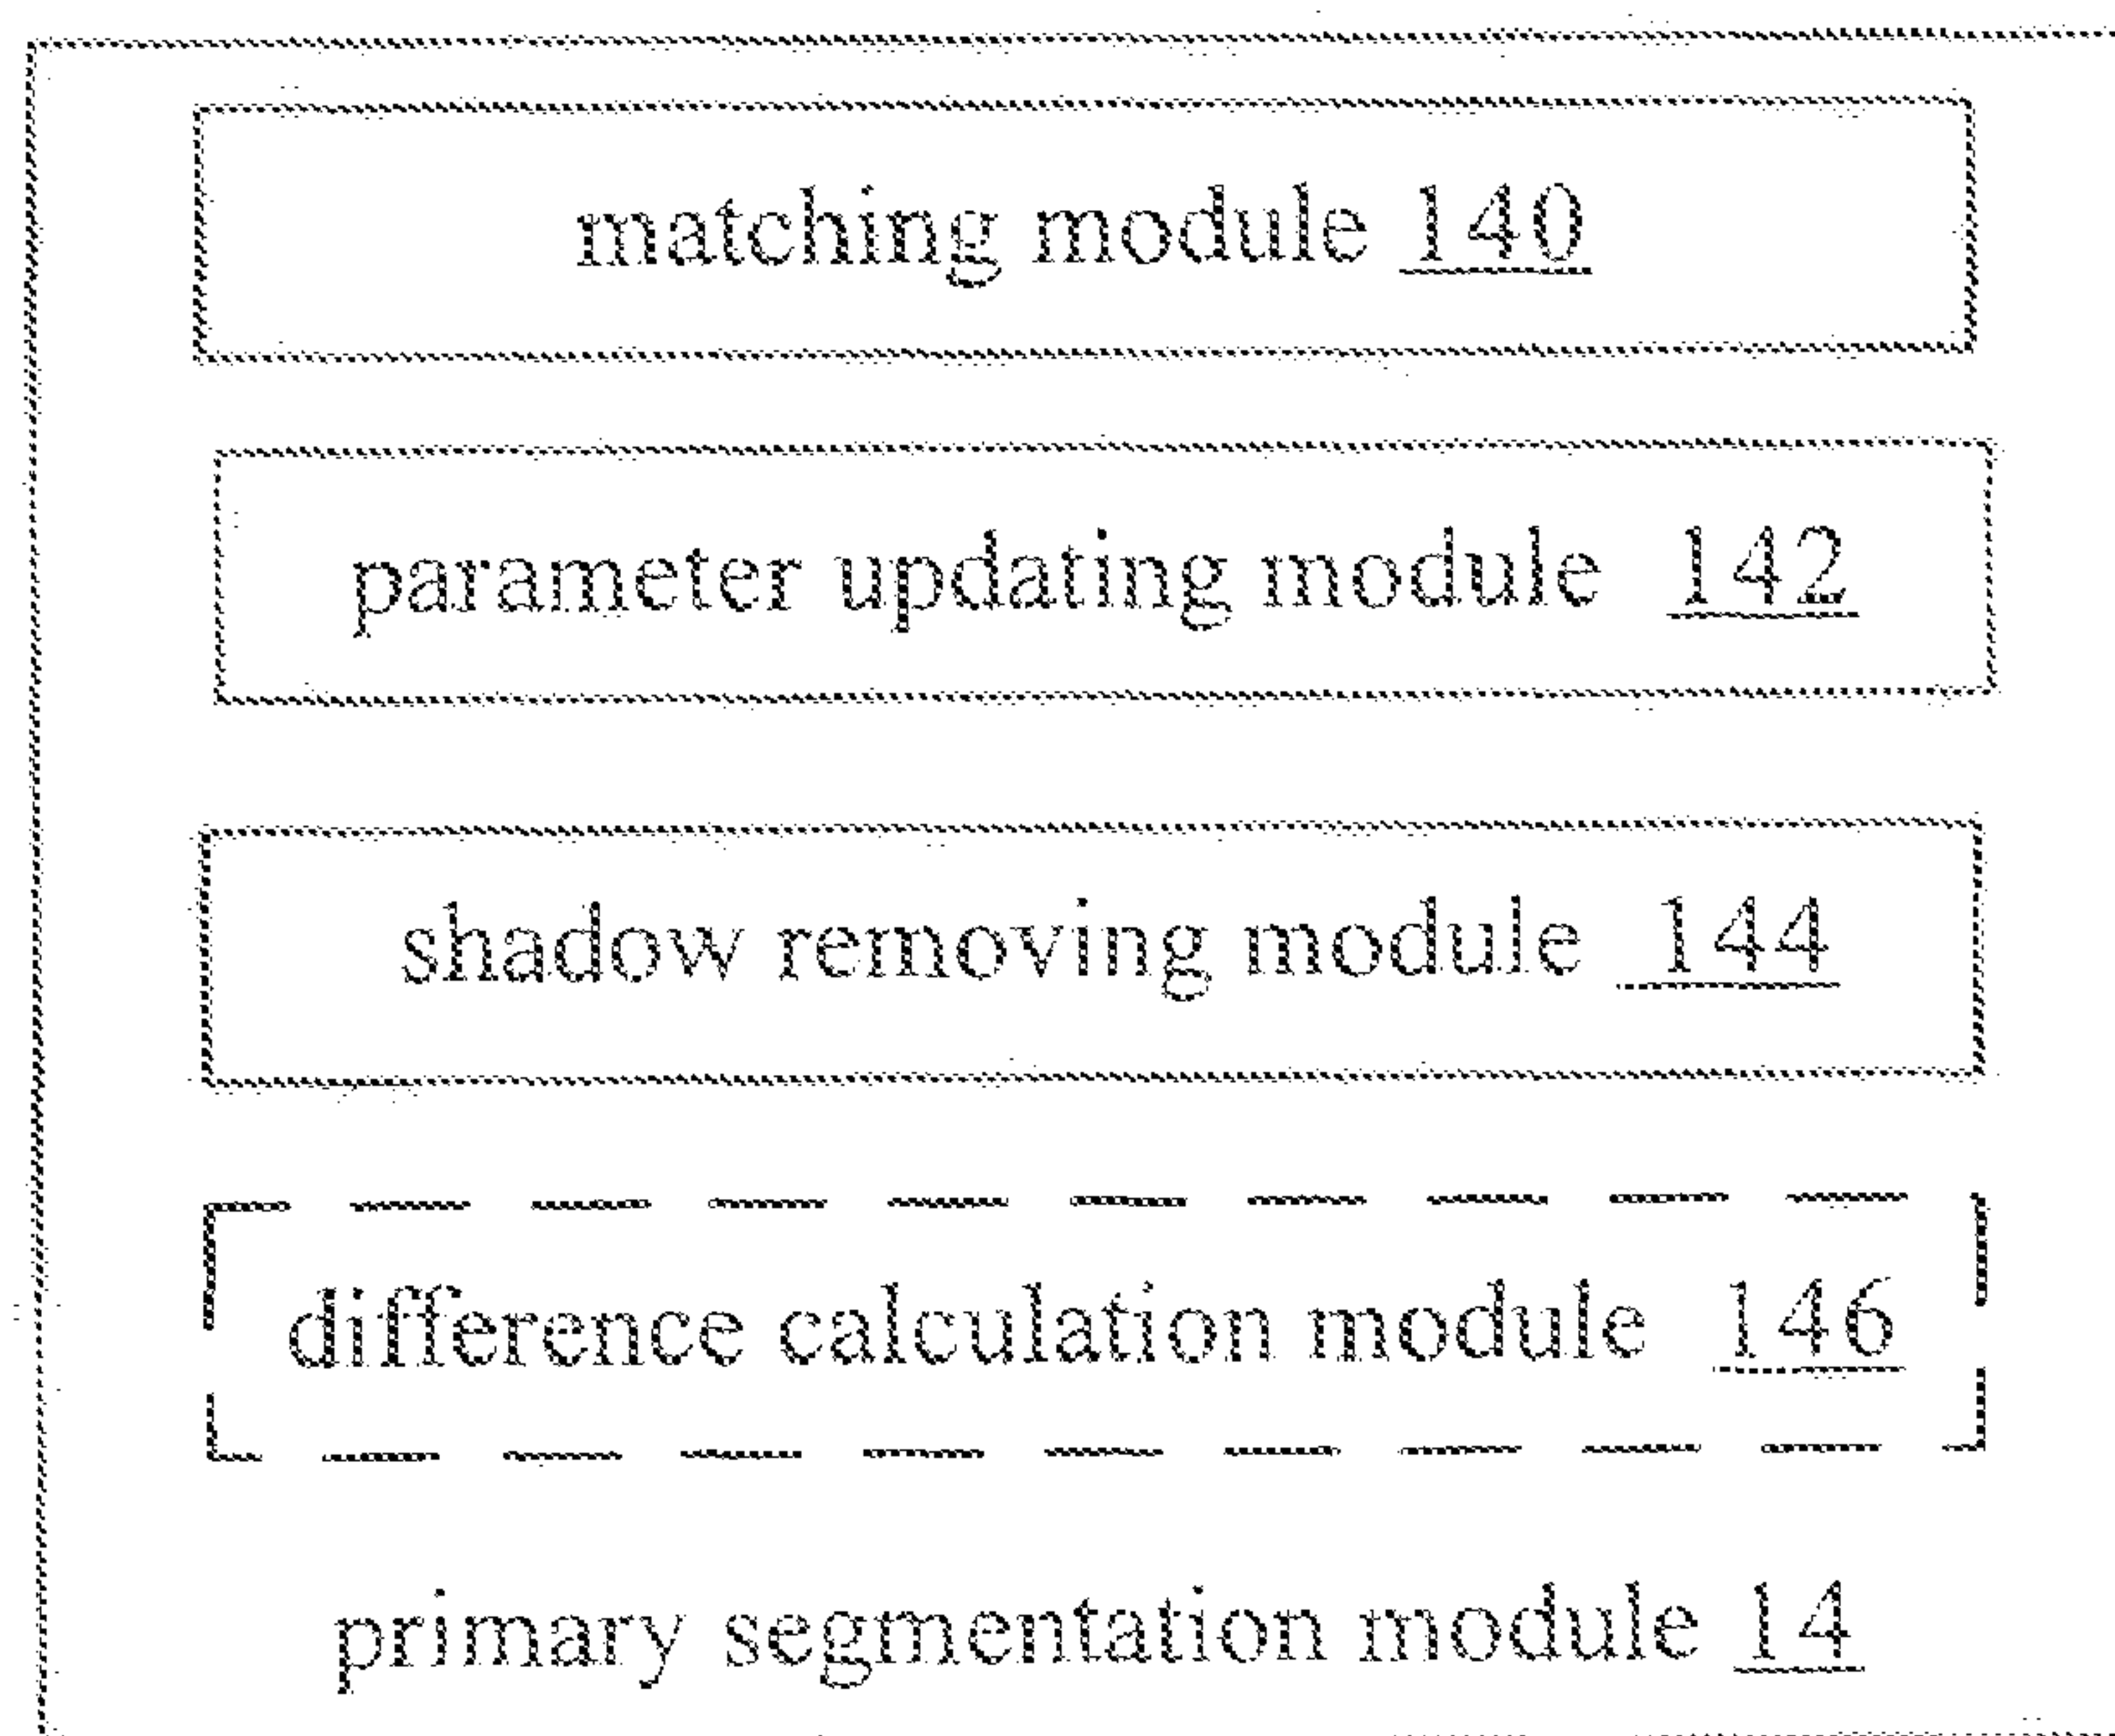 matching module 140
parameter updating module 142
shadow removing module 144
difference calculation module 146
primary segmentation module 14